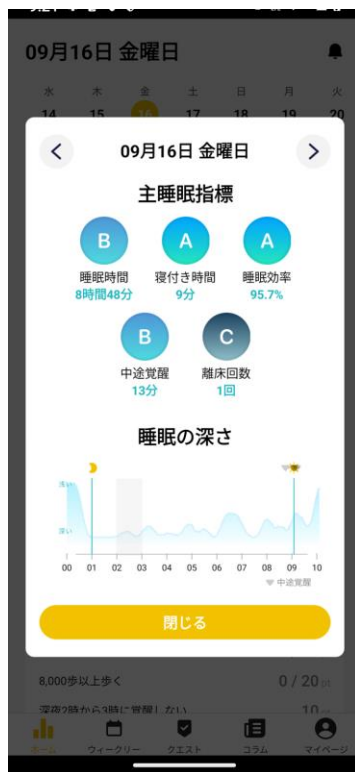 09月16日 金曜日
水 木 金 土 日 月 火
14 15 16 17 18 19 20
09月16日 金曜日
主睡眠指標
B A A
睡眠時間 寝付き時間 睡眠効率
8時間48分 9分 95.7%
B C
中途覚醒 離床回数
13分 1回
睡眠の深さ
浅い
深い
00 01 02 03 04 05 06 07 08 09 10
中途覚醒
閉じる
8,000歩以上歩く 0 / 20 pt
深夜2時から3時に覚醒しない 10
ホーム ウィークリー クエスト コラム マイページ